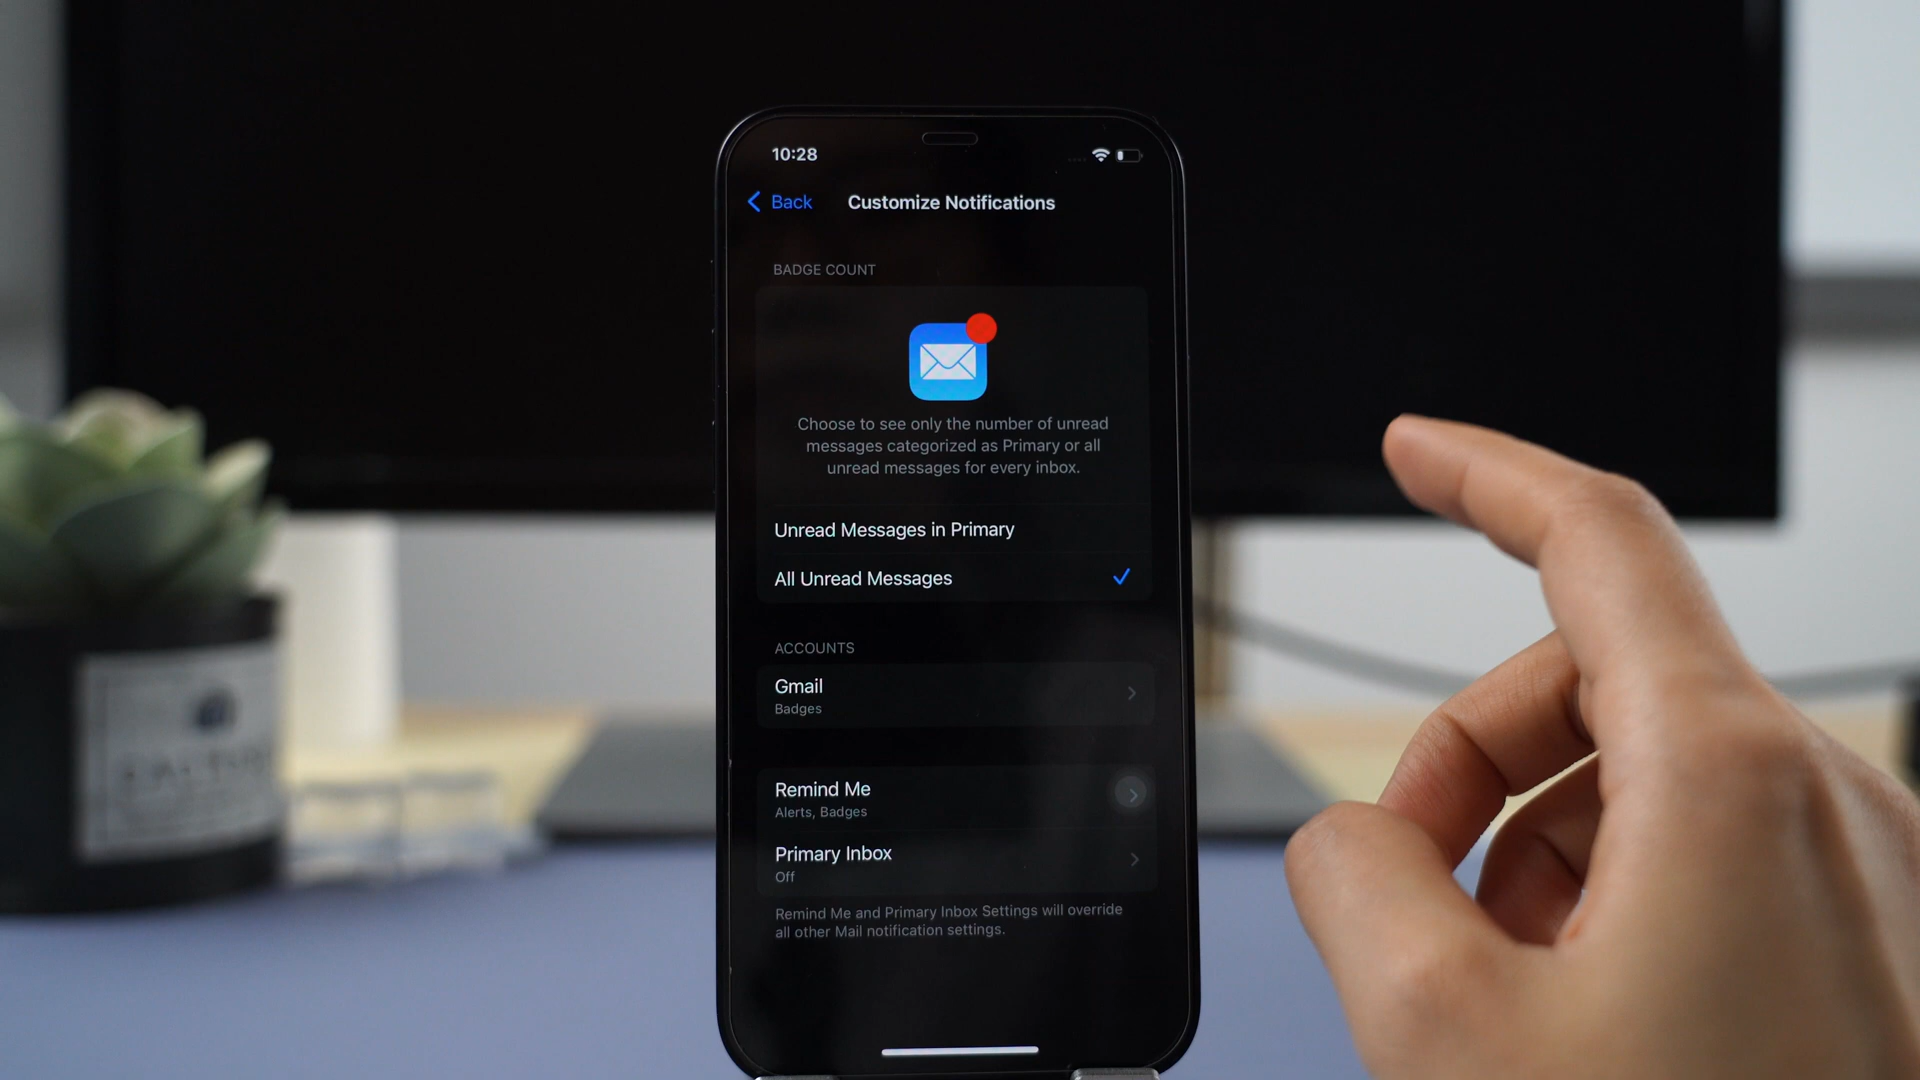 10:28
Back
Customize Notifications
BADGE COUNT
Choose to see only the number of unread
messages categorized as Primary or all
unread messages for every inbox.
Unread Messages in Primary
All Unread Messages
ACCOUNTS
Gmail
Badges
Remind Me
Alerts, Badges
Primary Inbox
Off
Remind Me and Primary Inbox Settings will override
all other Mail notification settings.